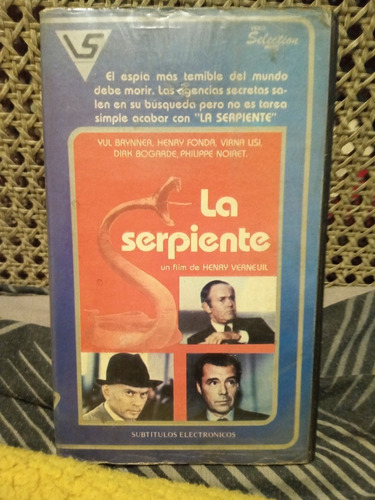 VS
Selection
El espía más temible del mundo
debe morir. Las agencias secretas sa-
len en su búsqueda pero no es tarea
simple acabar con "LA SERPIENTE"
YUL BRYNNER, HENRY FONDA, VIRNA LISI,
DIRK BOGARDE, PHILIPPE NOIRET.
La
serpiente
un film de HENRY VERNEUIL
SUBTITULOS ELECTRONICOS